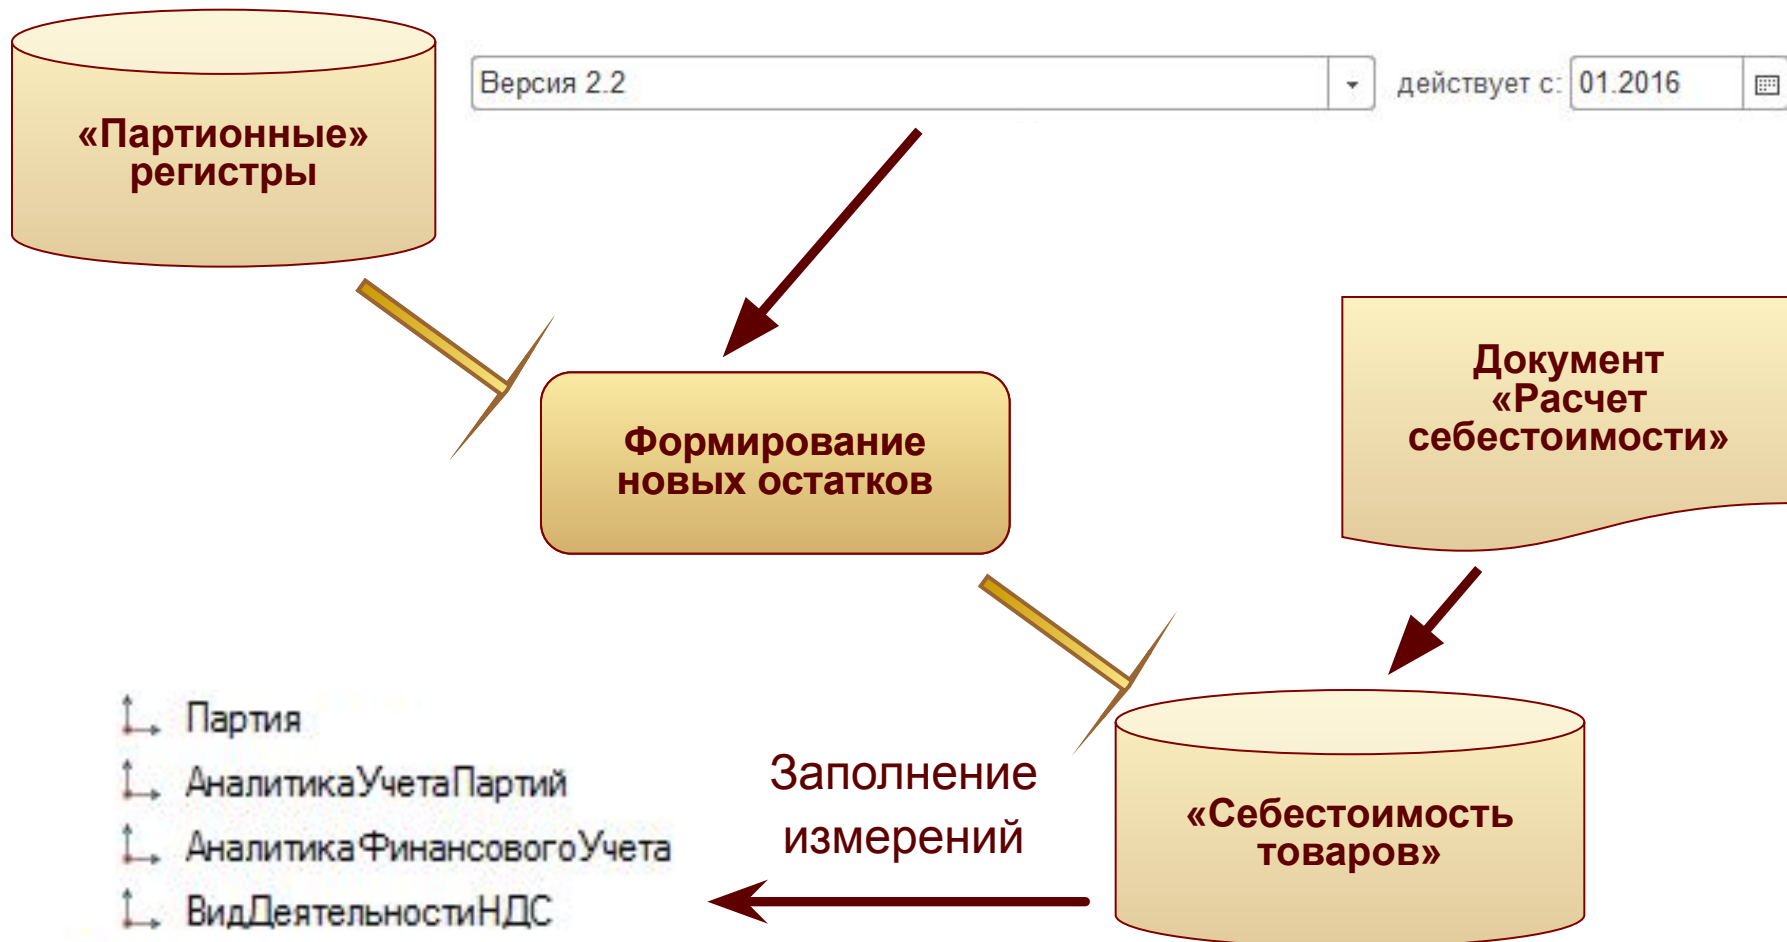 «Партионные»
регистры
Версия 2.2
действует с:
01.2016
Формирование
новых остатков
Документ
«Расчет
себестоимости»
Партия
АналитикаУчетаПартий
АналитикаФинансовогоУчета
ВидДеятельностиНДС
Заполнение
измерений
«Себестоимость
товаров»